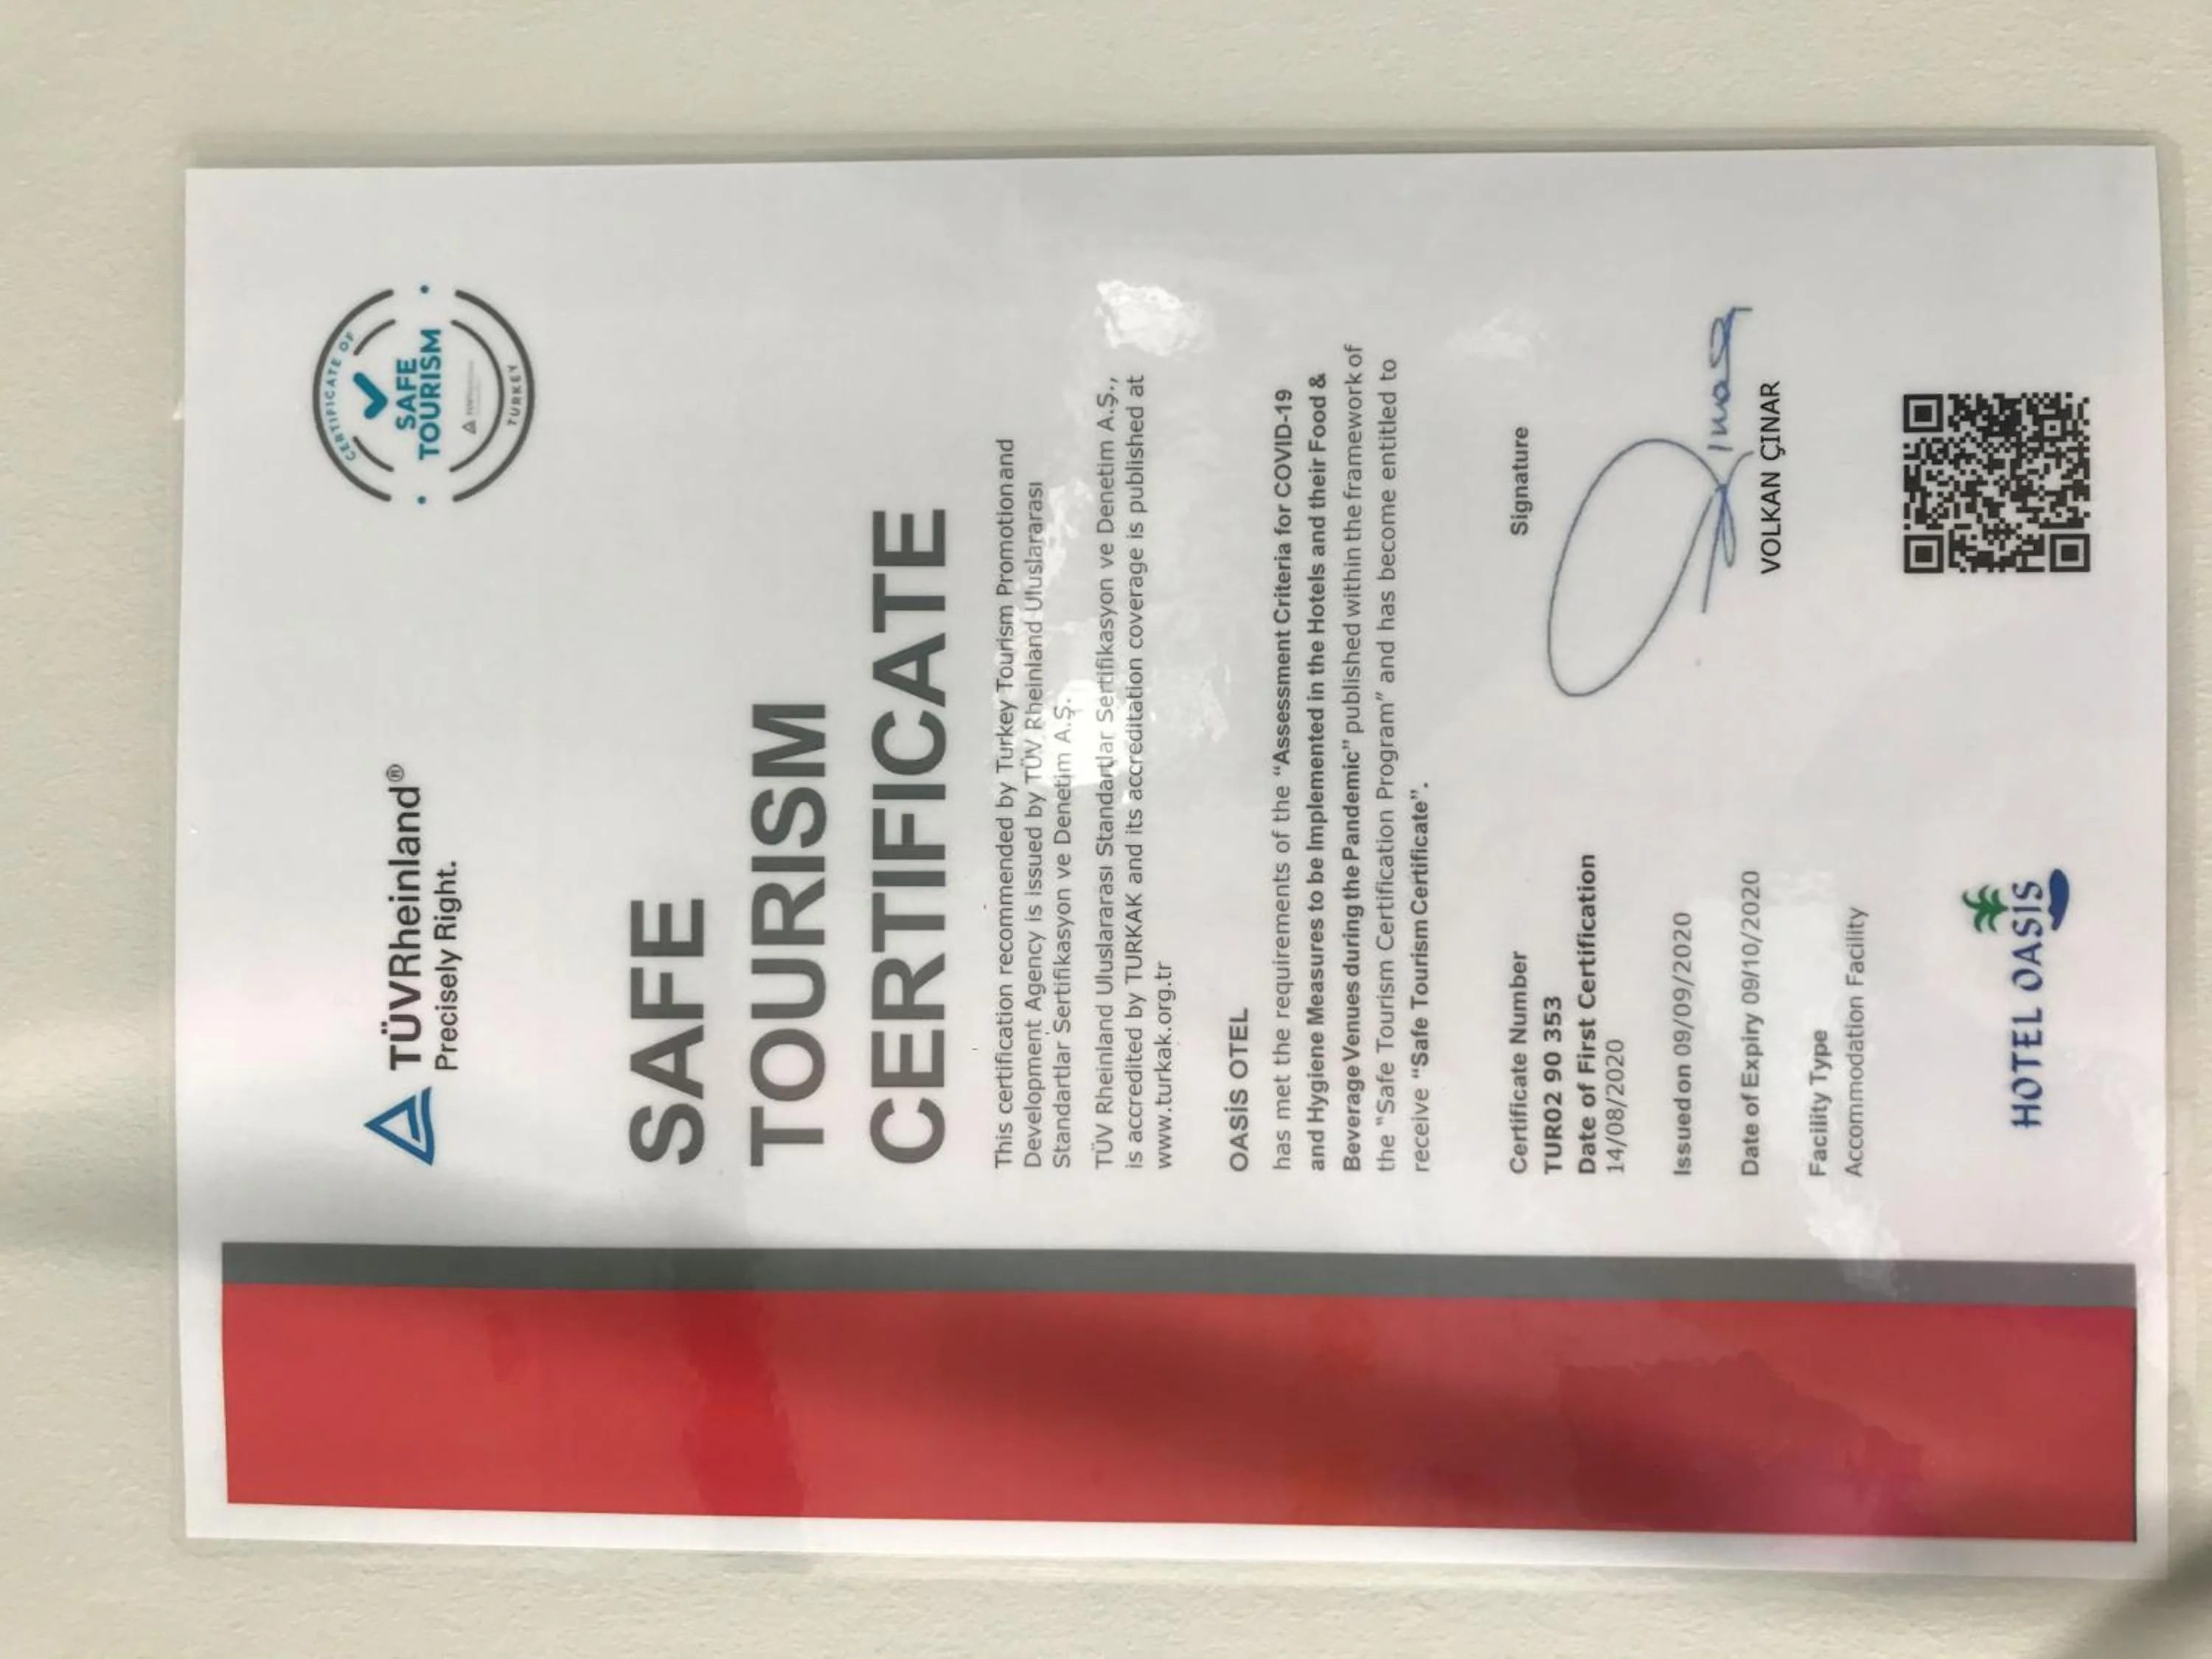 TÜVRheinland®
Precisely Right.
CERTIFICATE OF
SAFE
TOURISM
TURKEY
SAFE
TOURISM
CERTIFICATE
This certification recommended by Turkey Tourism Promotion and
Development Agency is issued by TÜV Rheinland Uluslararası
Standartlar Sertifikasyon ve Denetim A.Ş.
TÜV Rheinland Uluslararası Standartlar Sertifikasyon ve Denetim A.Ş.,
is accredited by TURKAK and its accreditation coverage is published at
www.turkak.org.tr
OASİS OTEL
has met the requirements of the “Assessment Criteria for COVID-19
and Hygiene Measures to be Implemented in the Hotels and their Food &
Beverage Venues during the Pandemic” published within the framework of
the “Safe Tourism Certification Program” and has become entitled to
receive “Safe Tourism Certificate”.
Certificate Number
TUR02 90 353
Date of First Certification
14/08/2020
Issued on 09/09/2020
Date of Expiry 09/10/2020
Facility Type
Accommodation Facility
Signature
VOLKAN ÇINAR
HOTEL OASIS